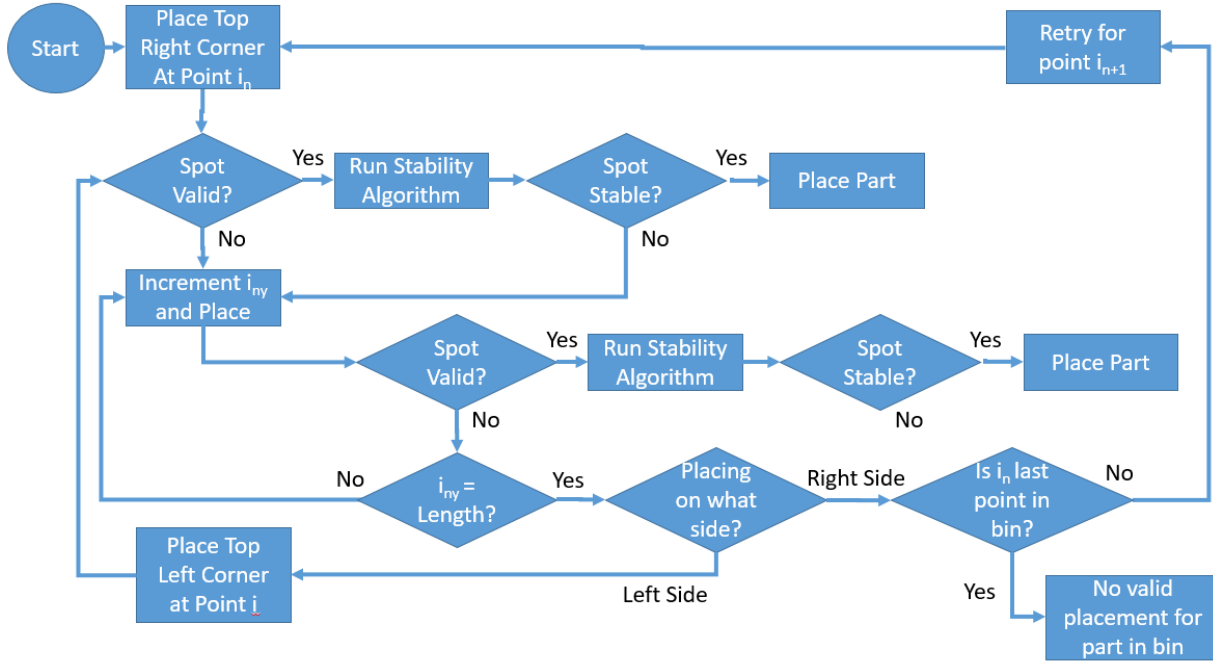 Start
Place Top
Right Corner
At Point iₙ
Retry for
point iₙ₊₁
Spot
Valid?
Yes
Run Stability
Algorithm
Spot
Stable?
Yes
Place Part
No
No
Increment iₙy
and Place
Spot
Valid?
Yes
Run Stability
Algorithm
Spot
Stable?
Yes
Place Part
No
No
iₙy =
Length?
No
Yes
Placing
on what
side?
Right Side
Is iₙ last
point in
bin?
No
Place Top
Left Corner
at Point i
Left Side
Yes
No valid
placement for
part in bin